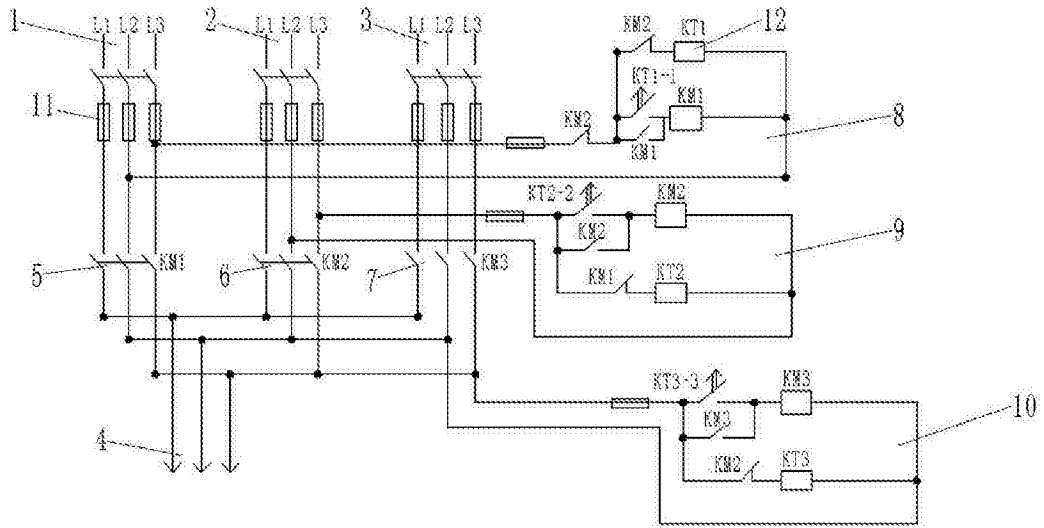 1 2 3 12
L1 L2 L3 L1 L2 L3 L1 L2 L3
KM2 KT1
KT1-1
11 KM1
KM2 8
KM1
KT2-2 KM2
KM2 9
5 KM1 6 KM2 7 KM3
KM1 KT2
KT3-3 KM3
KM3 10
4
KM2 KT3